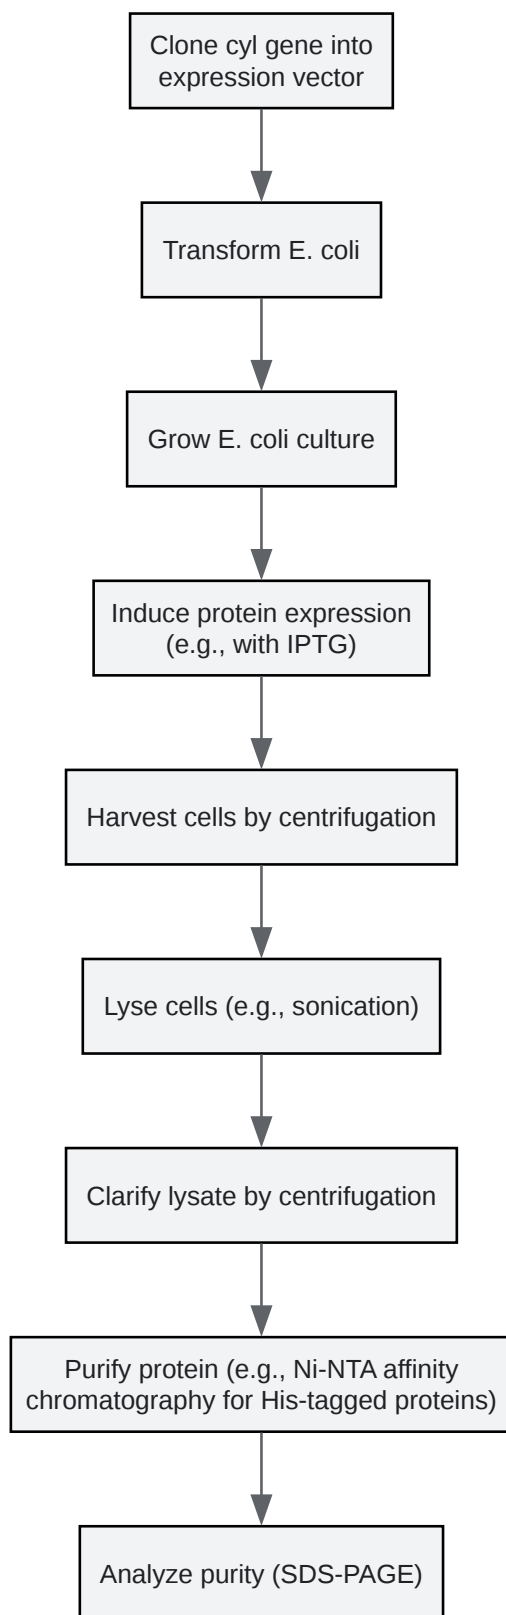 Clone cyl gene into
expression vector
Transform E. coli
Grow E. coli culture
Induce protein expression
(e.g., with IPTG)
Harvest cells by centrifugation
Lyse cells (e.g., sonication)
Clarify lysate by centrifugation
Purify protein (e.g., Ni-NTA affinity
chromatography for His-tagged proteins)
Analyze purity (SDS-PAGE)